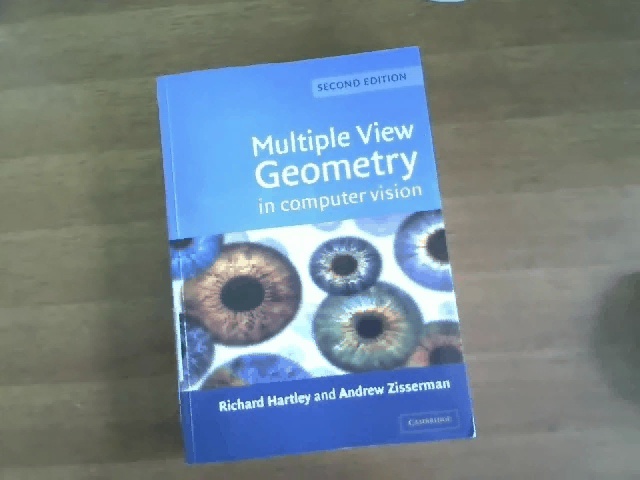 SECOND EDITION
Multiple View
Geometry
in computer vision
Richard Hartley and Andrew Zisserman
CAMBRIDGE